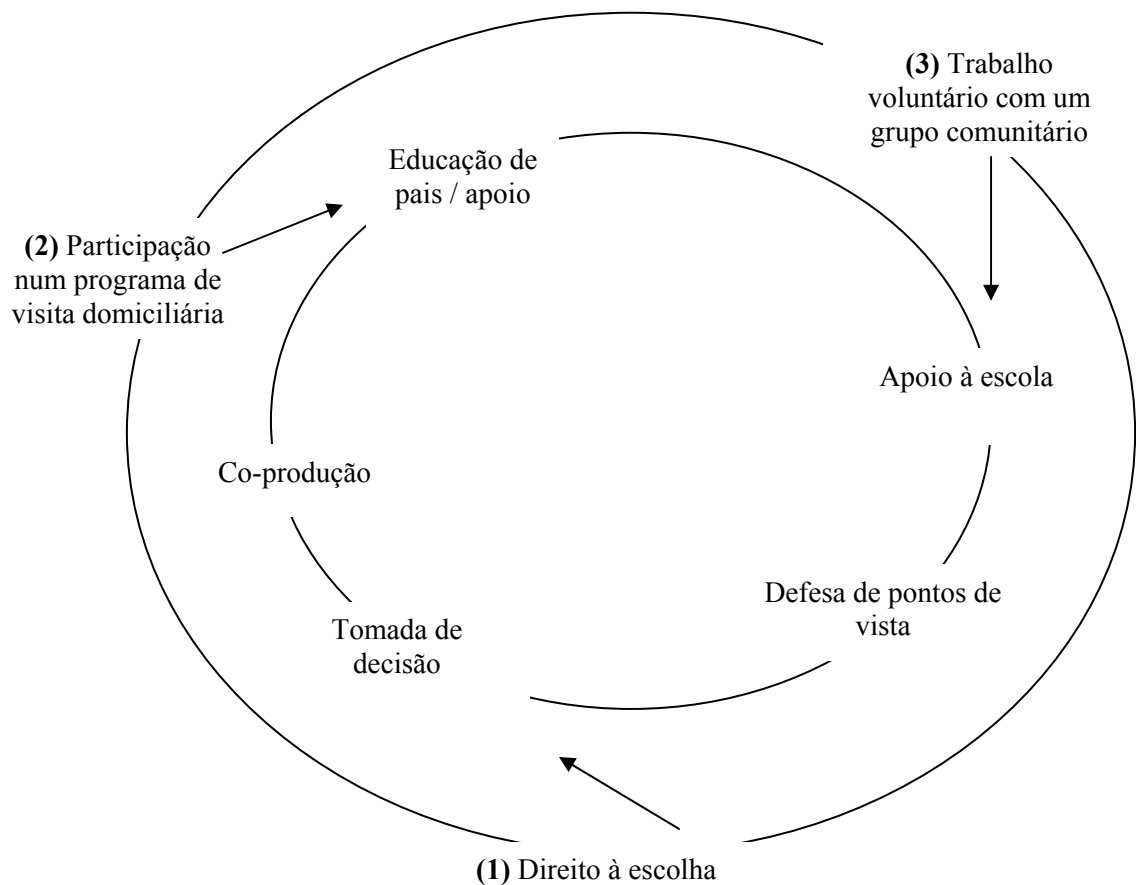 (3) Trabalho
voluntário com um
grupo comunitário
Educação de
pais / apoio
(2) Participação
num programa de
visita domiciliária
Apoio à escola
Co-produção
Defesa de pontos de
vista
Tomada de
decisão
(1) Direito à escolha